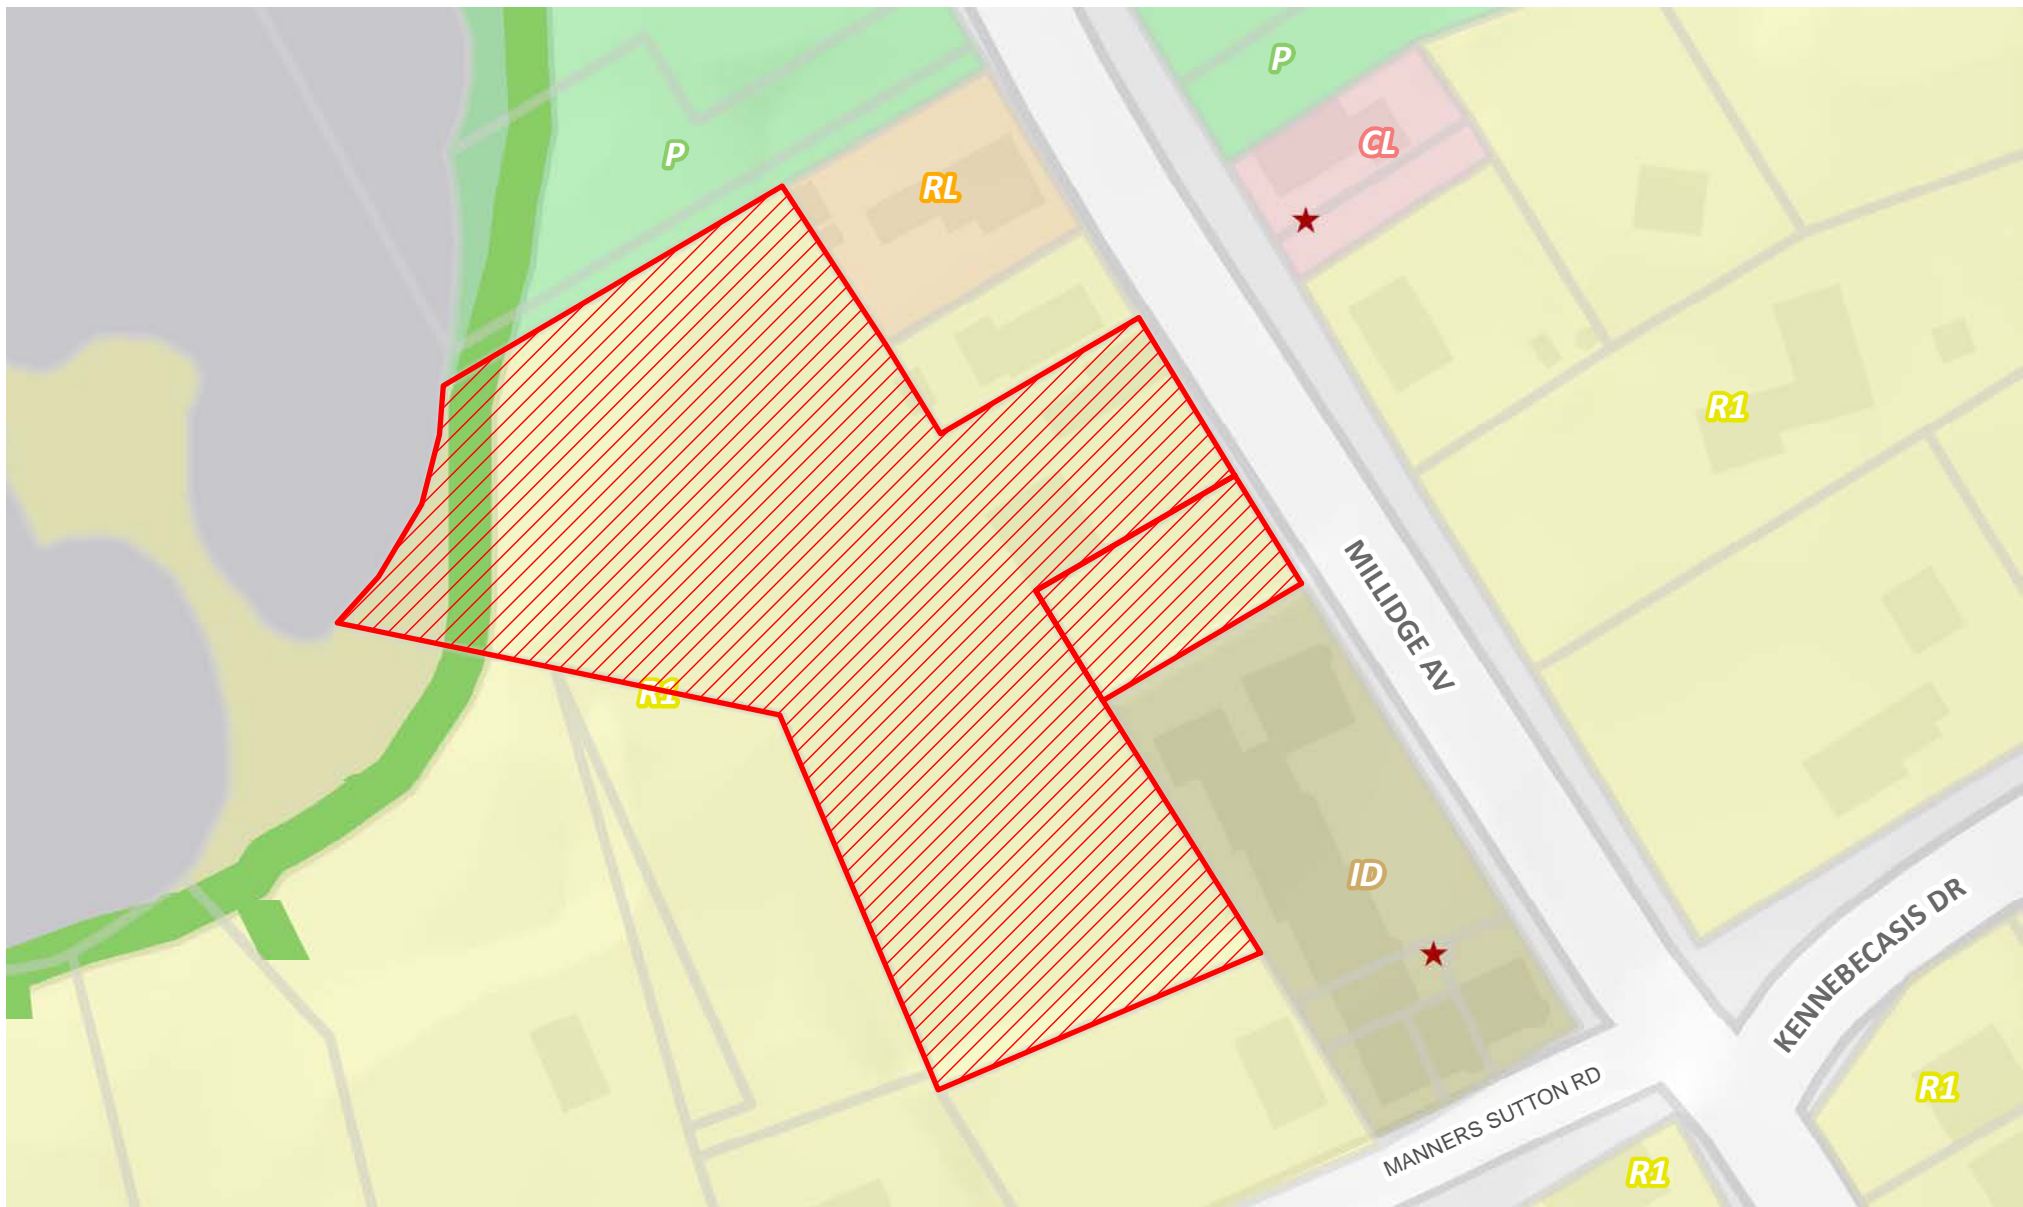 P
P
CL
RL
R1
MILLIDGE AV
R1
ID
KENNEBECASIS DR
MANNERS SUTTON RD
R1
R1